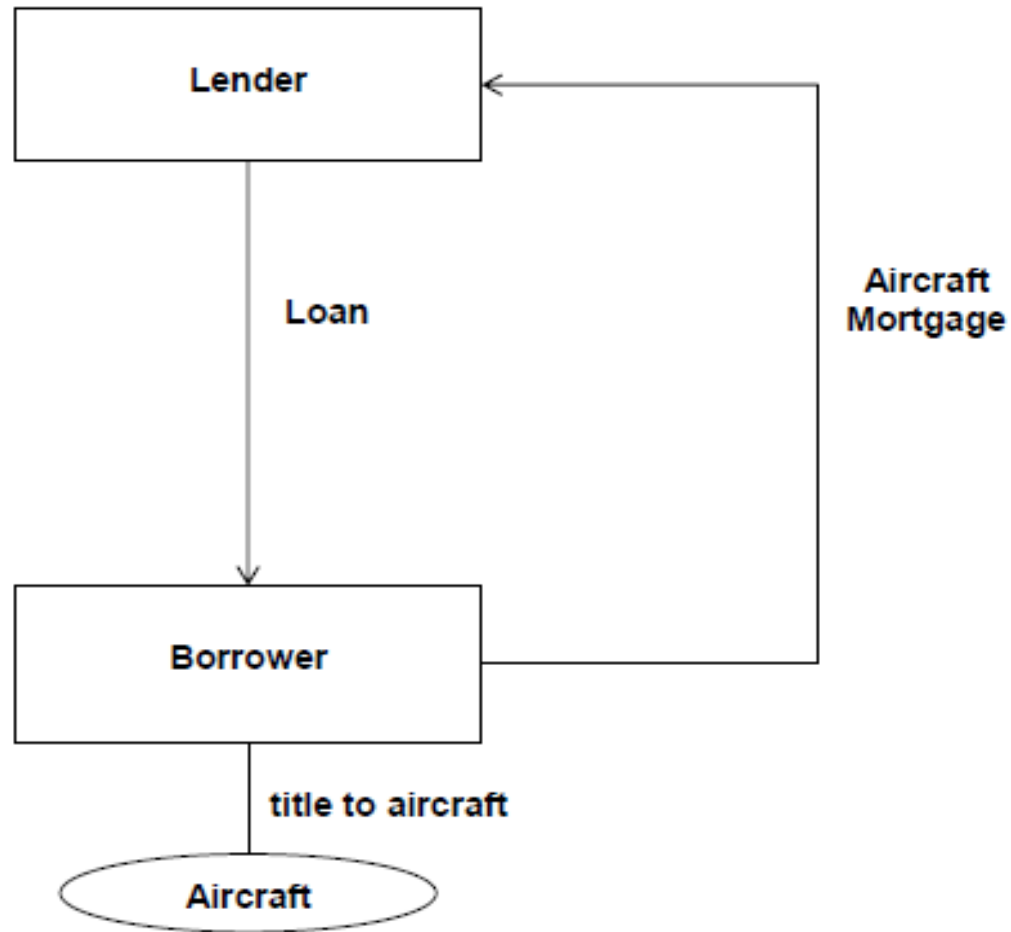 Lender
Loan
Aircraft
Mortgage
Borrower
title to aircraft
Aircraft